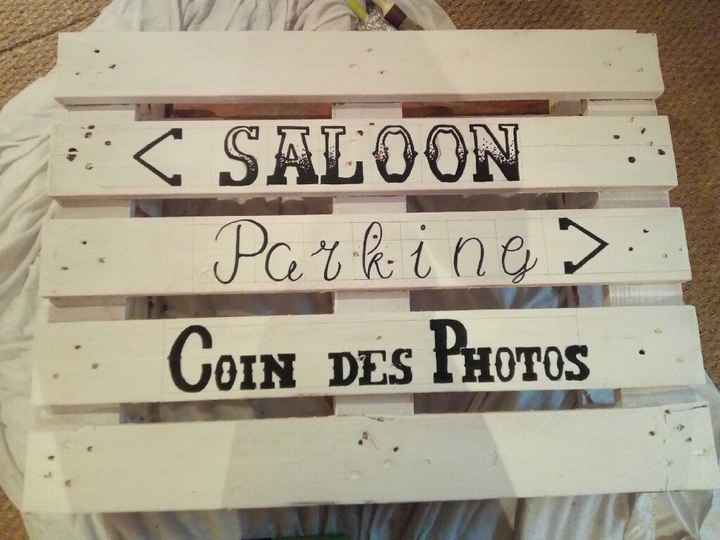 < SALOON
Parking >
COIN DES PHOTOS